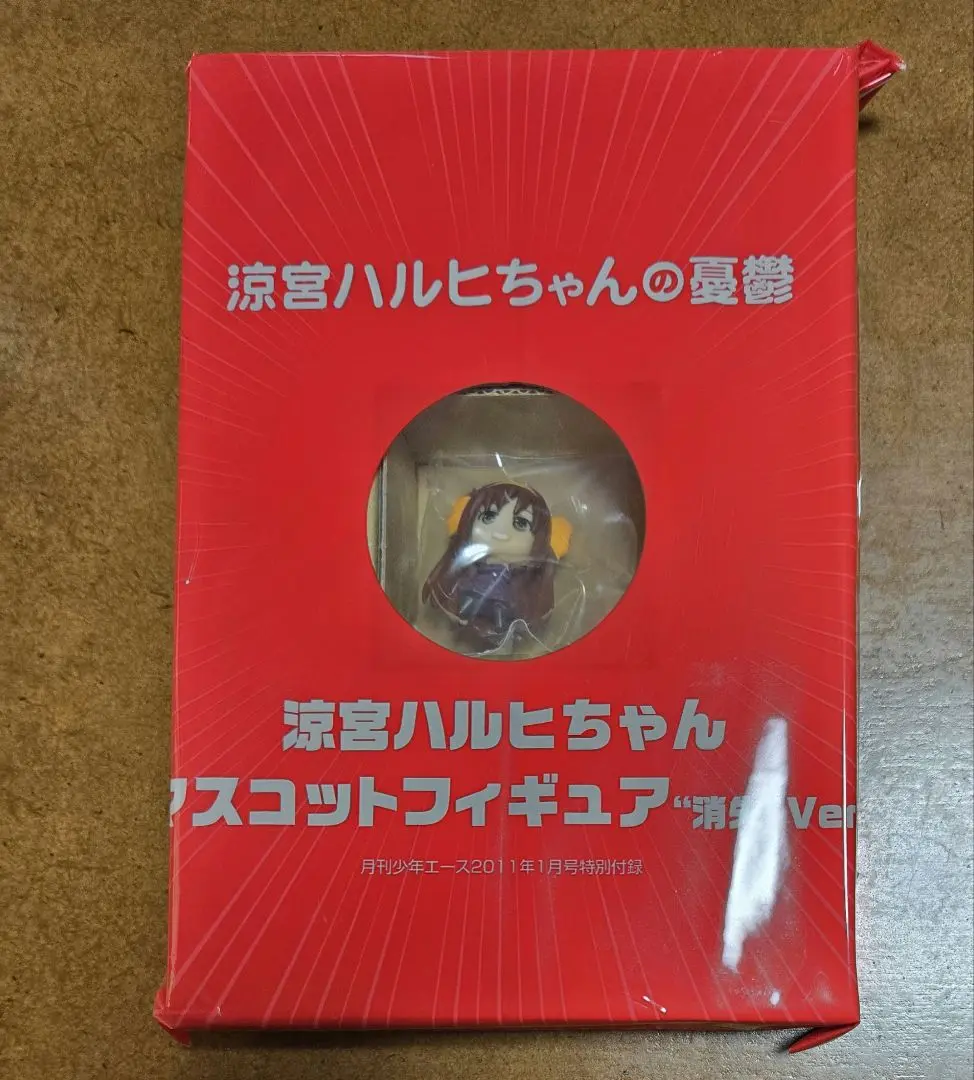 涼宮ハルヒちゃんの憂鬱
涼宮ハルヒちゃん
マスコットフィギュア“消 Ver
月刊少年エース2011年1月号特別付録